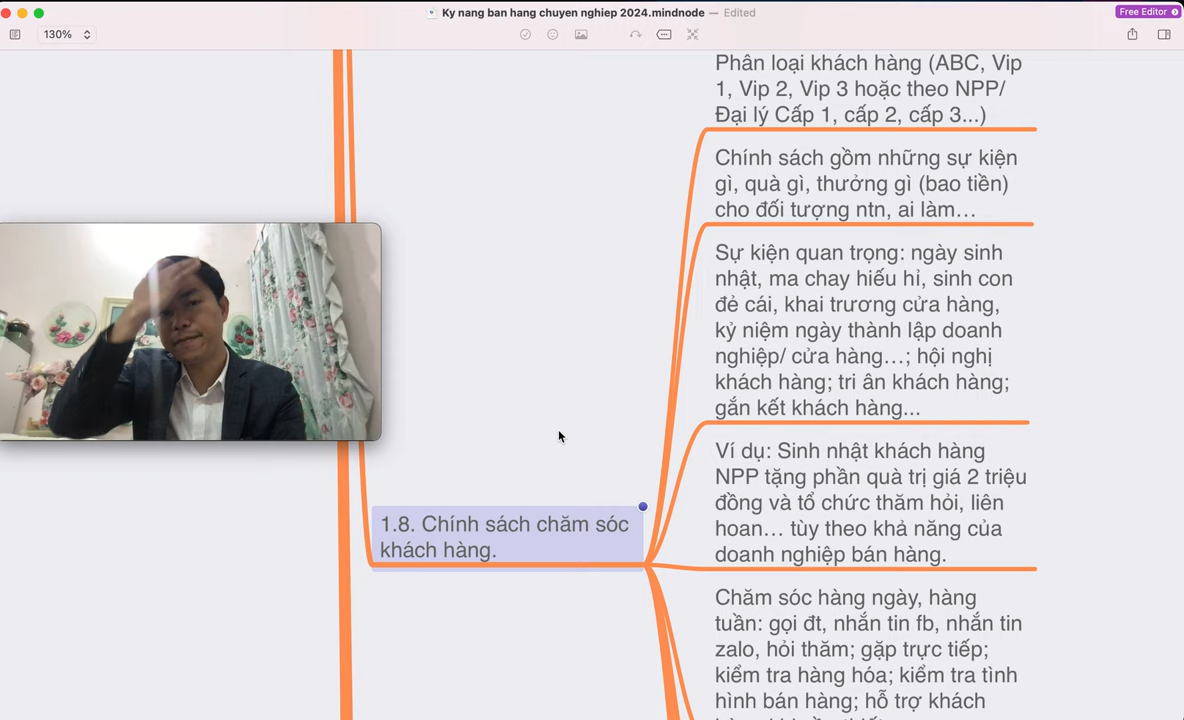 Ky nang ban hang chuyen nghiep 2024.mindnode — Edited
Free Editor
130%
Phân loại khách hàng (ABC, Vip
1, Vip 2, Vip 3 hoặc theo NPP/
Đại lý Cấp 1, cấp 2, cấp 3...)
Chính sách gồm những sự kiện
gì, quà gì, thưởng gì (bao tiền)
cho đối tượng ntn, ai làm…
Sự kiện quan trọng: ngày sinh
nhật, ma chay hiếu hỉ, sinh con
đẻ cái, khai trương cửa hàng,
kỷ niệm ngày thành lập doanh
nghiệp/ cửa hàng…; hội nghị
khách hàng; tri ân khách hàng;
gắn kết khách hàng...
Ví dụ: Sinh nhật khách hàng
NPP tặng phần quà trị giá 2 triệu
đồng và tổ chức thăm hỏi, liên
hoan… tùy theo khả năng của
doanh nghiệp bán hàng.
1.8. Chính sách chăm sóc
khách hàng.
Chăm sóc hàng ngày, hàng
tuần: gọi đt, nhắn tin fb, nhắn tin
zalo, hỏi thăm; gặp trực tiếp;
kiểm tra hàng hóa; kiểm tra tình
hình bán hàng; hỗ trợ khách